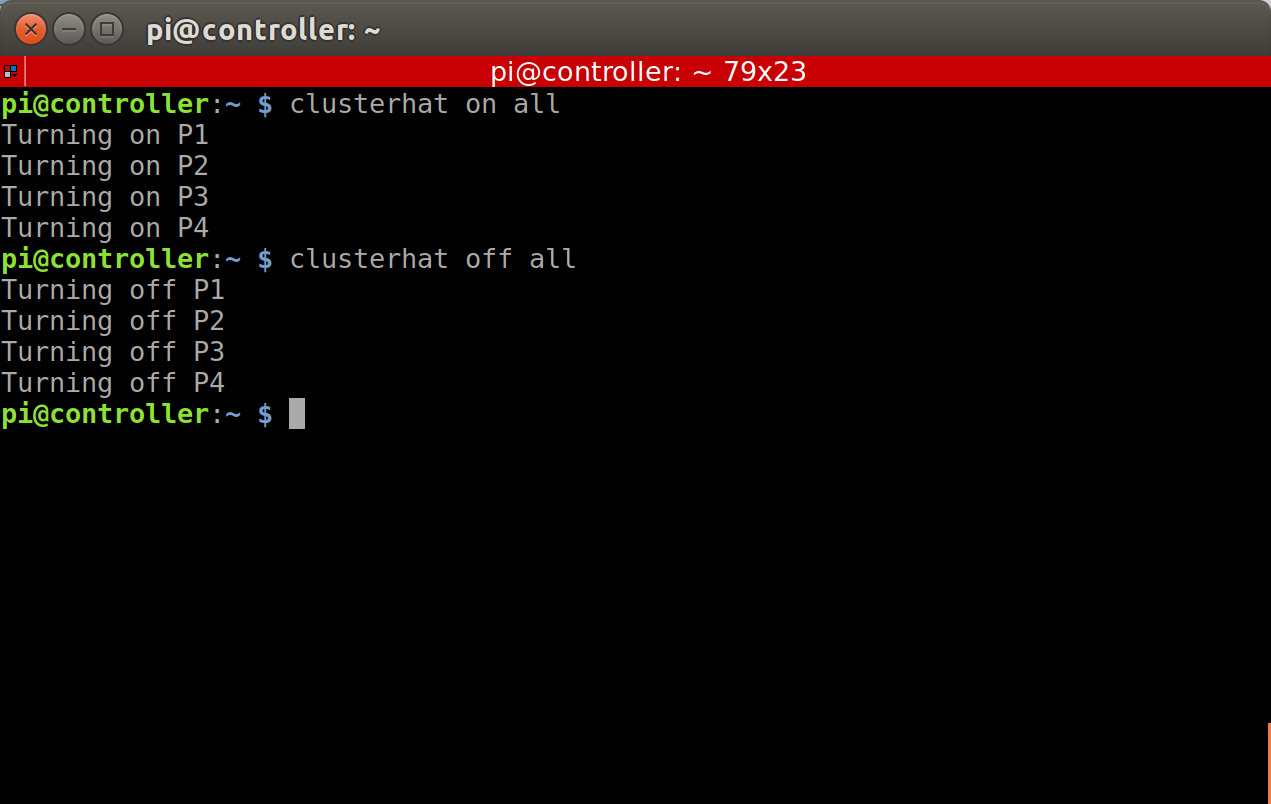 pi@controller: ~
pi@controller: ~ 79x23
pi@controller:~ $ clusterhat on all
Turning on P1
Turning on P2
Turning on P3
Turning on P4
pi@controller:~ $ clusterhat off all
Turning off P1
Turning off P2
Turning off P3
Turning off P4
pi@controller:~ $